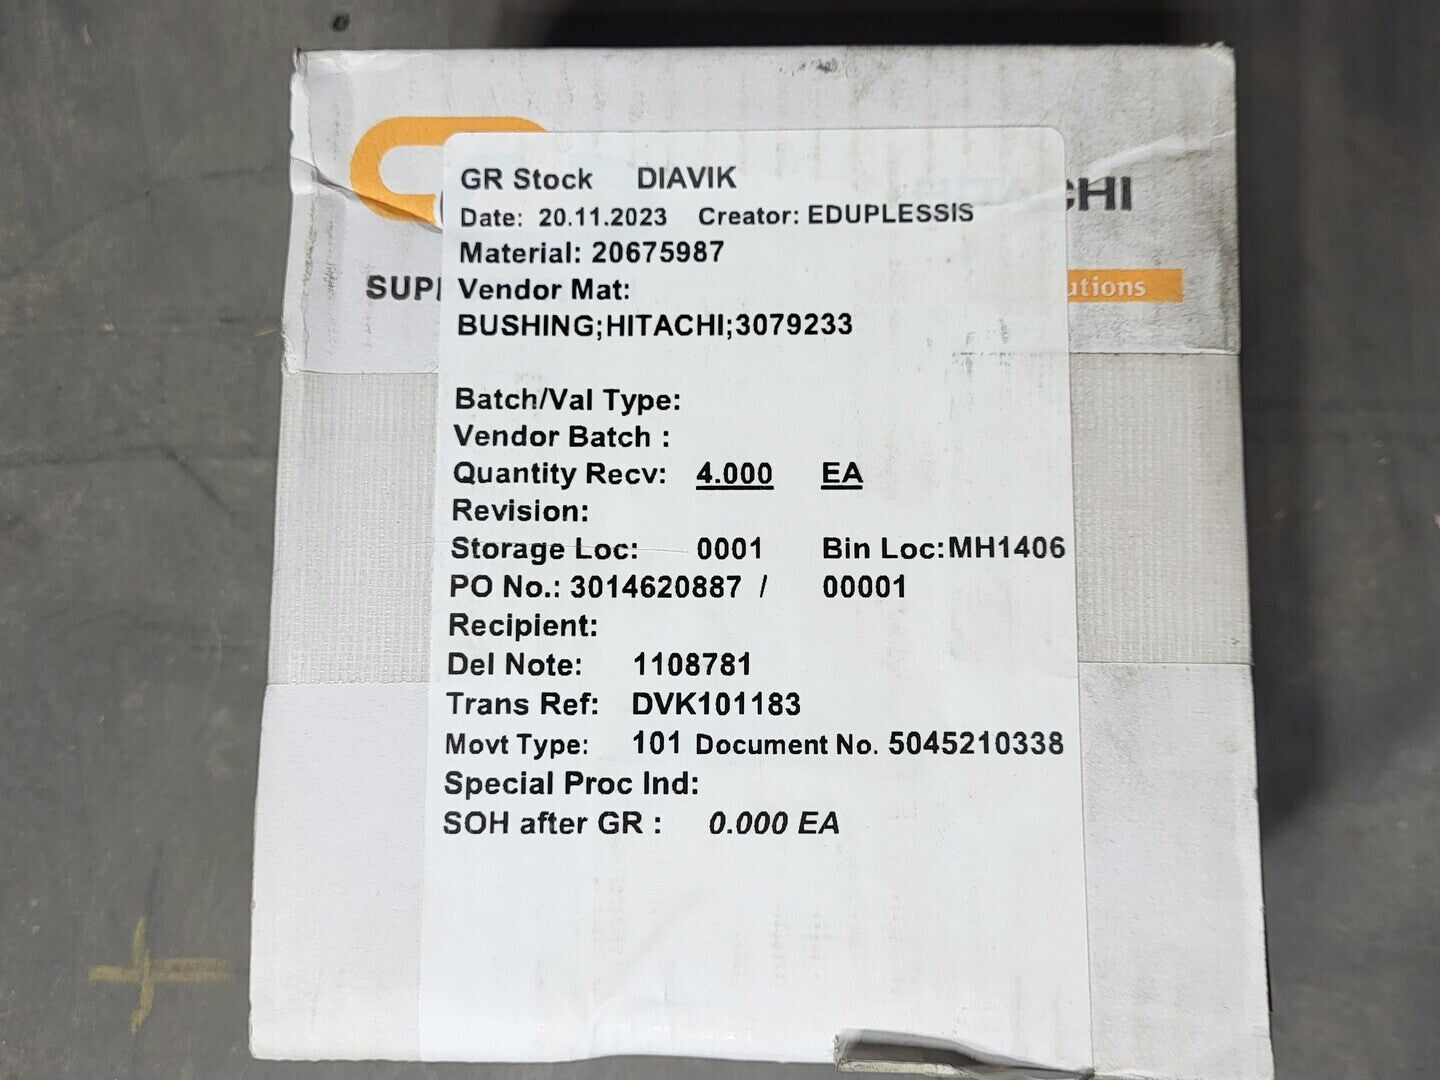 GR Stock DIAVIK
Date: 20.11.2023 Creator: EDUPLESSIS
Material: 20675987
Vendor Mat:
BUSHING;HITACHI;3079233
Batch/Val Type:
Vendor Batch :
Quantity Recv: 4.000 EA
Revision:
Storage Loc: 0001 Bin Loc:MH1406
PO No.: 3014620887 / 00001
Recipient:
Del Note: 1108781
Trans Ref: DVK101183
Movt Type: 101 Document No. 5045210338
Special Proc Ind:
SOH after GR : 0.000 EA